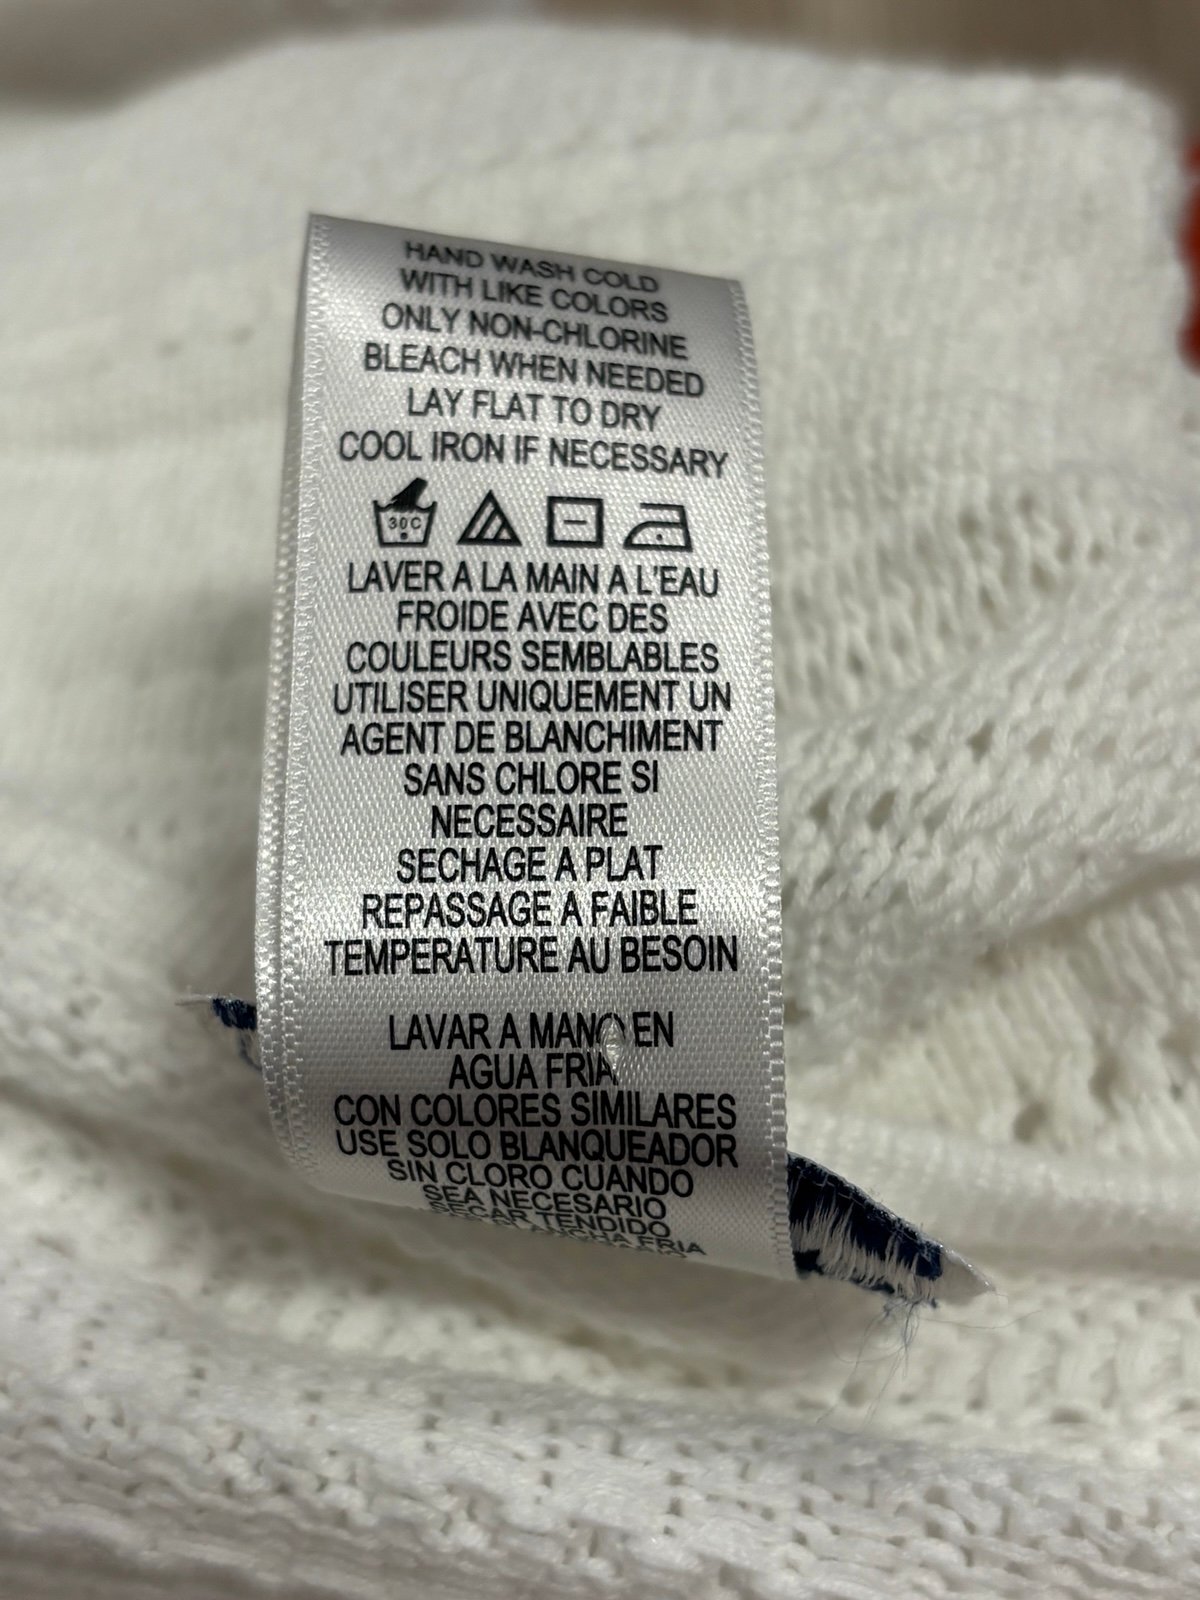 HAND WASH COLD
WITH LIKE COLORS
ONLY NON-CHLORINE
BLEACH WHEN NEEDED
LAY FLAT TO DRY
COOL IRON IF NECESSARY
30C
LAVER A LA MAIN A L'EAU
FROIDE AVEC DES
COULEURS SEMBLABLES
UTILISER UNIQUEMENT UN
AGENT DE BLANCHIMENT
SANS CHLORE SI
NECESSAIRE
SECHAGE A PLAT
REPASSAGE A FAIBLE
TEMPERATURE AU BESOIN
LAVAR A MANO EN
AGUA FRIA
CON COLORES SIMILARES
USE SOLO BLANQUEADOR
SIN CLORO CUANDO
SEA NECESARIO
SECAR TENDIDO
PLANCHA FRIA